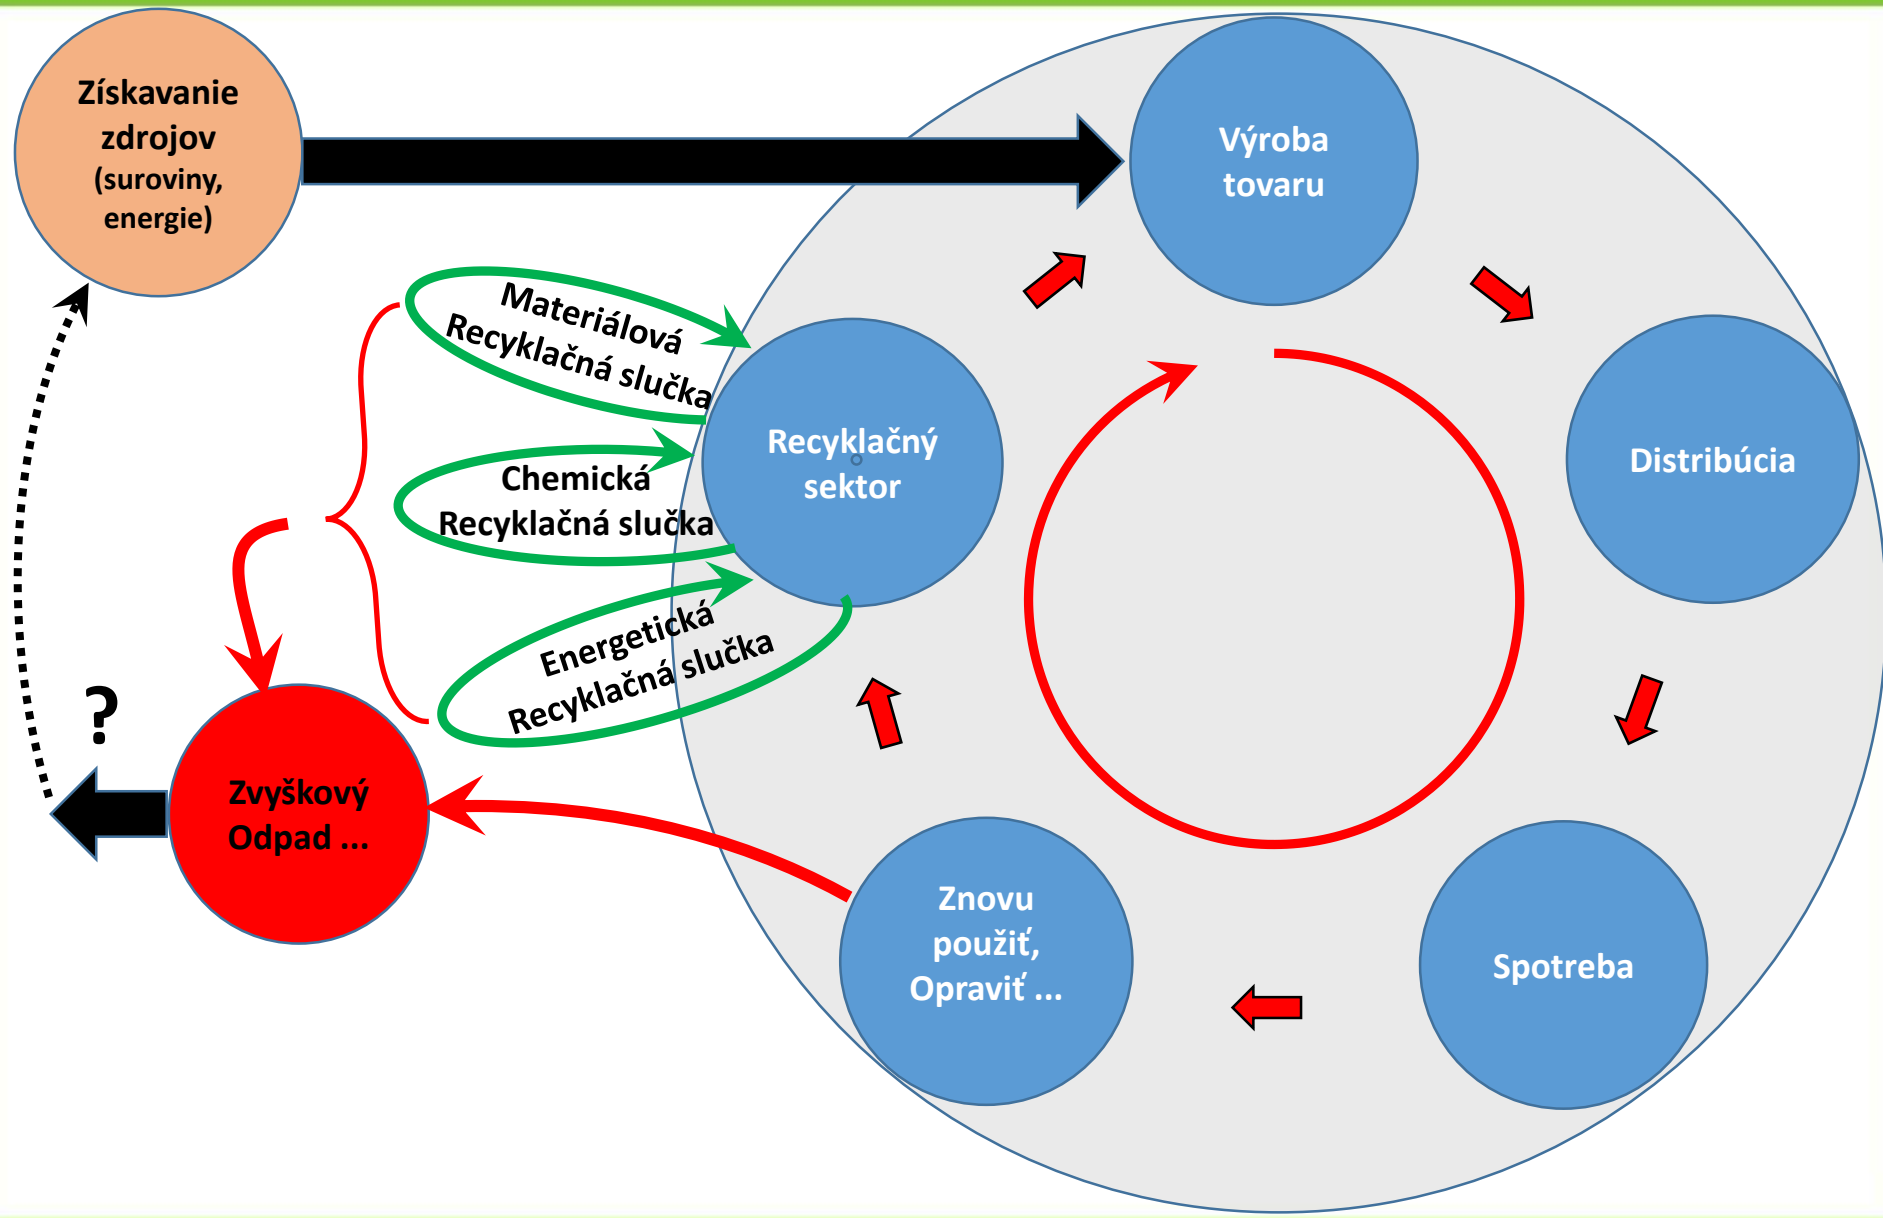 Získavanie
zdrojov
(suroviny,
energie)
Výroba
tovaru
Materiálová
Recyklačná slučka
Recyklačný
sektor
Distribúcia
Chemická
Recyklačná slučka
Energetická
Recyklačná slučka
?
Zvyškový
Odpad ...
Znovu
použiť,
Opraviť ...
Spotreba